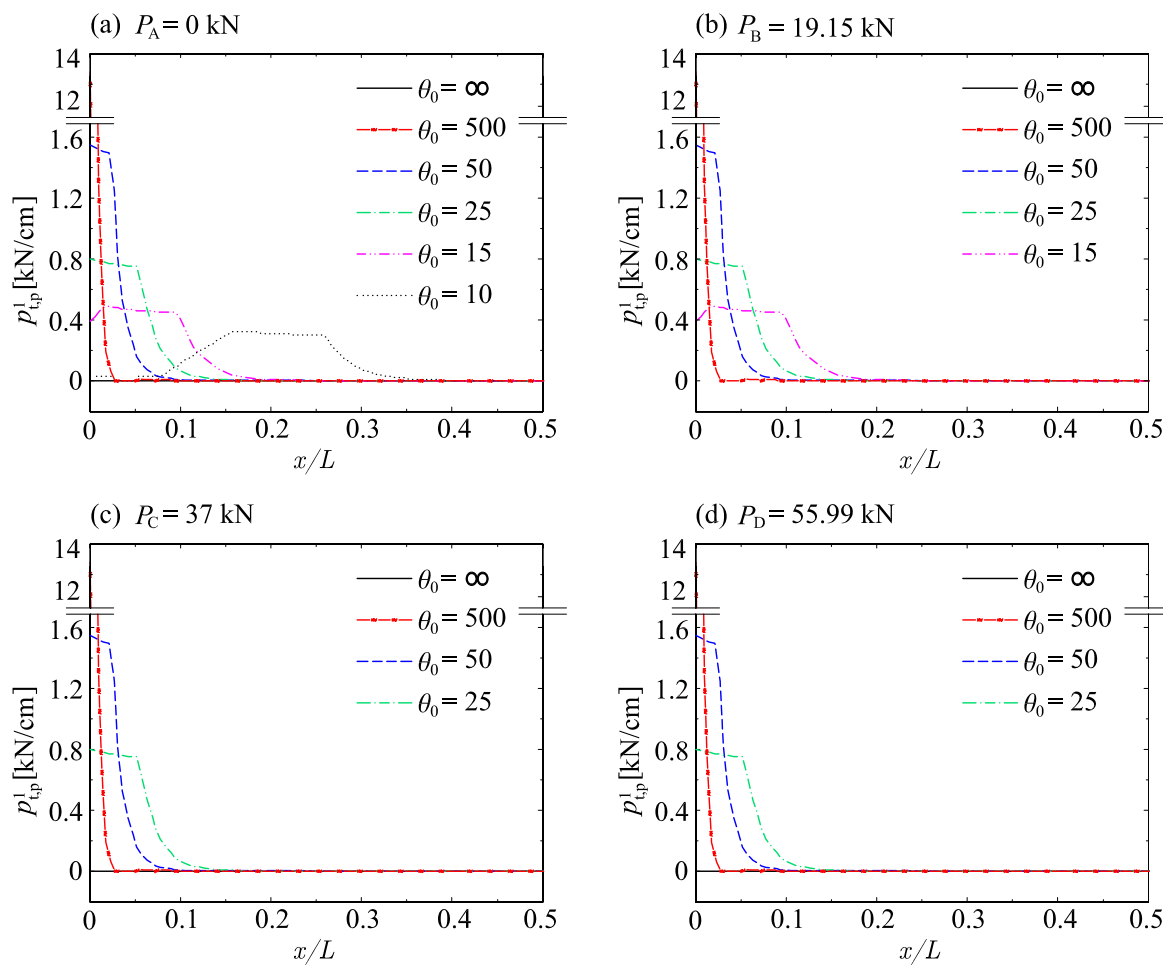 (a) P_A = 0 kN
14
12
1.6
1.2
0.8
0.4
0
p^1_t,p [kN/cm]
θ_0 = ∞
θ_0 = 500
θ_0 = 50
θ_0 = 25
θ_0 = 15
θ_0 = 10
0 0.1 0.2 0.3 0.4 0.5
x/L
(b) P_B = 19.15 kN
14
12
1.6
1.2
0.8
0.4
0
p^1_t,p [kN/cm]
θ_0 = ∞
θ_0 = 500
θ_0 = 50
θ_0 = 25
θ_0 = 15
0 0.1 0.2 0.3 0.4 0.5
x/L
(c) P_C = 37 kN
14
12
1.6
1.2
0.8
0.4
0
p^1_t,p [kN/cm]
θ_0 = ∞
θ_0 = 500
θ_0 = 50
θ_0 = 25
0 0.1 0.2 0.3 0.4 0.5
x/L
(d) P_D = 55.99 kN
14
12
1.6
1.2
0.8
0.4
0
p^1_t,p [kN/cm]
θ_0 = ∞
θ_0 = 500
θ_0 = 50
θ_0 = 25
0 0.1 0.2 0.3 0.4 0.5
x/L